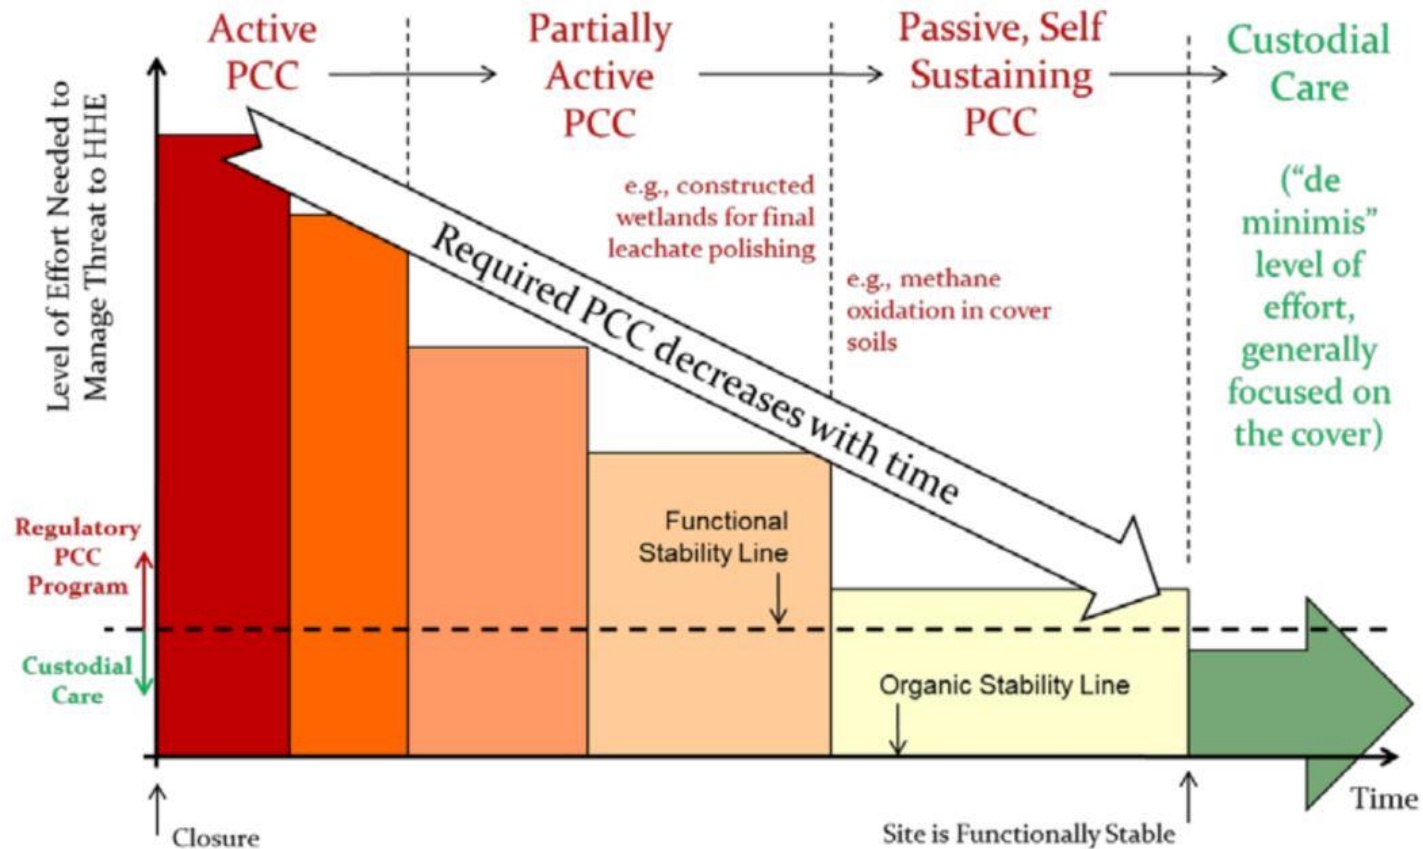 Active
PCC
Partially
Active
PCC
Passive, Self
Sustaining
PCC
Custodial
Care
("de
minimis"
level of
effort,
generally
focused on
the cover)
Level of Effort Needed to
Manage Threat to HHE
e.g., constructed
wetlands for final
leachate polishing
e.g., methane
oxidation in cover
soils
Required PCC decreases with time
Functional
Stability Line
Regulatory
PCC
Program
Custodial
Care
Organic Stability Line
Time
Closure
Site is Functionally Stable